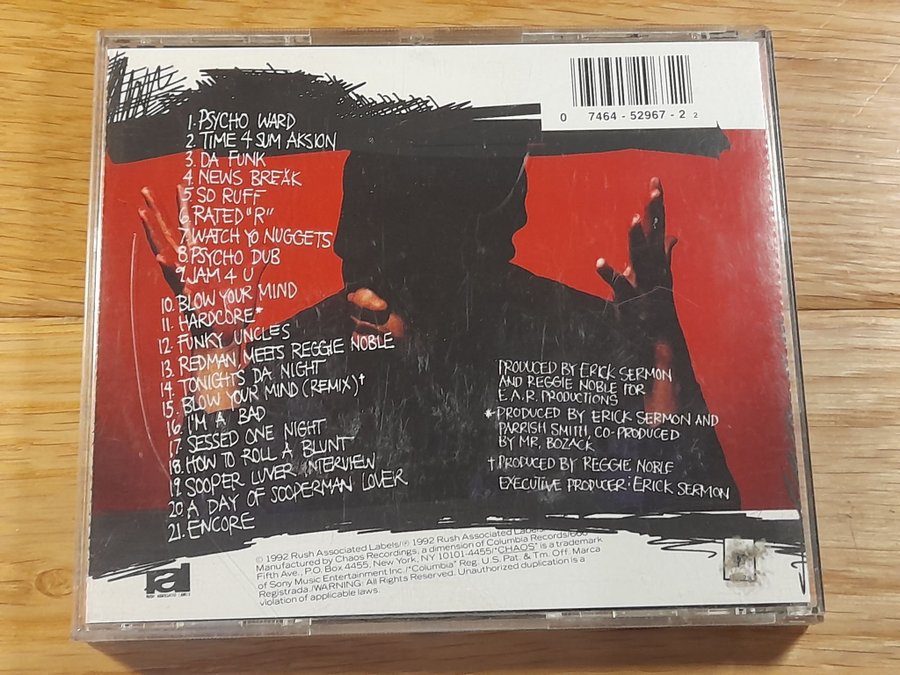 0 7464-52967-2 2
1. PSYCHO WARD
2. TIME 4 SUM AKSION
3. DA FUNK
4. NEWS BREAK
5. SO RUFF
6. RATED "R"
7. WATCH YO NUGGETS
8. PSYCHO DUB
9. JAM 4 U
10. BLOW YOUR MIND
11. HARDCORE*
12. FUNKY UNCLES
13. REDMAN MEETS REGGIE NOBLE
14. TONIGHTS DA NIGHT
15. BLOW YOUR MIND (REMIX)†
16. I'M A BAD
17. SESSED ONE NIGHT
18. HOW TO ROLL A BLUNT
19. SOOPER LUVER INTERVIEW
20. A DAY OF SOOPERMAN LOVER
21. ENCORE
PRODUCED BY ERICK SERMON
AND REGGIE NOBLE FOR
E.A.R. PRODUCTIONS
*PRODUCED BY ERICK SERMON AND
PARRISH SMITH, CO-PRODUCED
BY MR. BOZACK
†PRODUCED BY REGGIE NOBLE
EXECUTIVE PRODUCER: ERICK SERMON
© 1992 Rush Associated Labels/℗ 1992 Rush Associated Labels
Manufactured by Chaos Recordings, a dimension of Columbia Records/666
Fifth Ave., P.O. Box 4455, New York, NY 10101-4455/"CHAOS" is a trademark
of Sony Music Entertainment Inc./"Columbia" Reg. U.S. Pat. & Tm. Off. Marca
Registrada./WARNING: All Rights Reserved. Unauthorized duplication is a
violation of applicable laws.